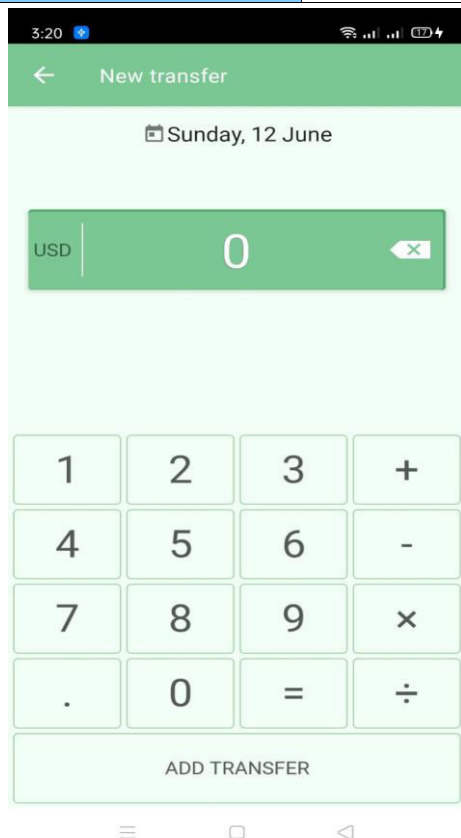 3:20 17
New transfer
Sunday, 12 June
USD 0
1 2 3 +
4 5 6 -
7 8 9 ×
. 0 = ÷
ADD TRANSFER